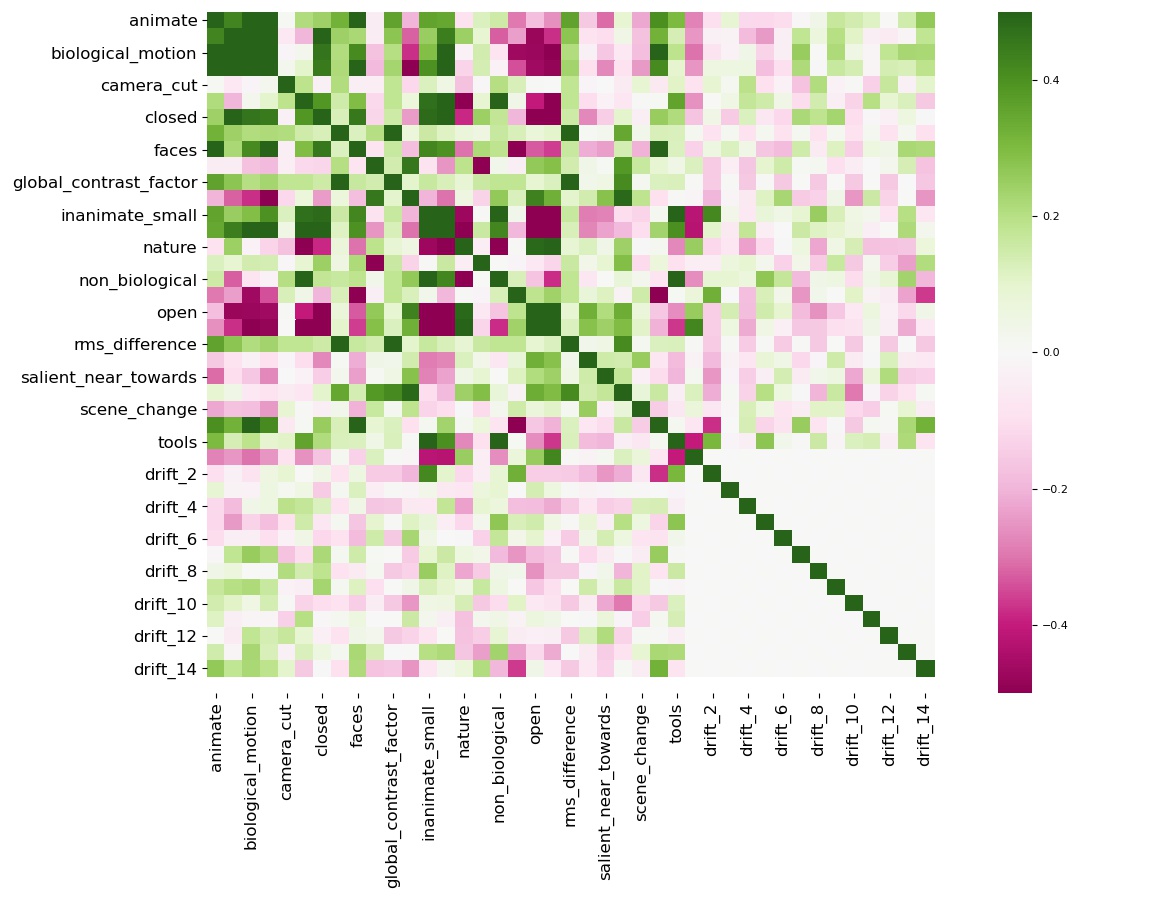 animate
biological_motion
camera_cut
closed
faces
global_contrast_factor
inanimate_small
nature
non_biological
open
rms_difference
salient_near_towards
scene_change
tools
drift_2
drift_4
drift_6
drift_8
drift_10
drift_12
drift_14
0.4
0.2
0.0
−0.2
−0.4
animate
biological_motion
camera_cut
closed
faces
global_contrast_factor
inanimate_small
nature
non_biological
open
rms_difference
salient_near_towards
scene_change
tools
drift_2
drift_4
drift_6
drift_8
drift_10
drift_12
drift_14